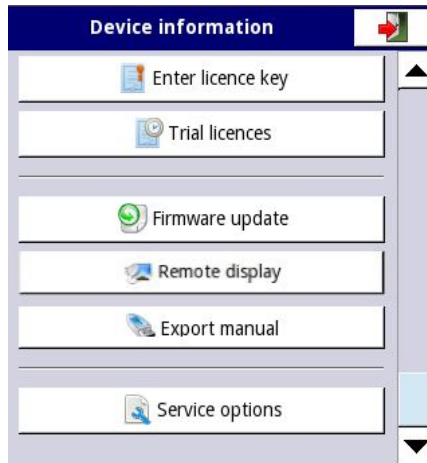 Device information
Enter licence key
Trial licences
Firmware update
Remote display
Export manual
Service options